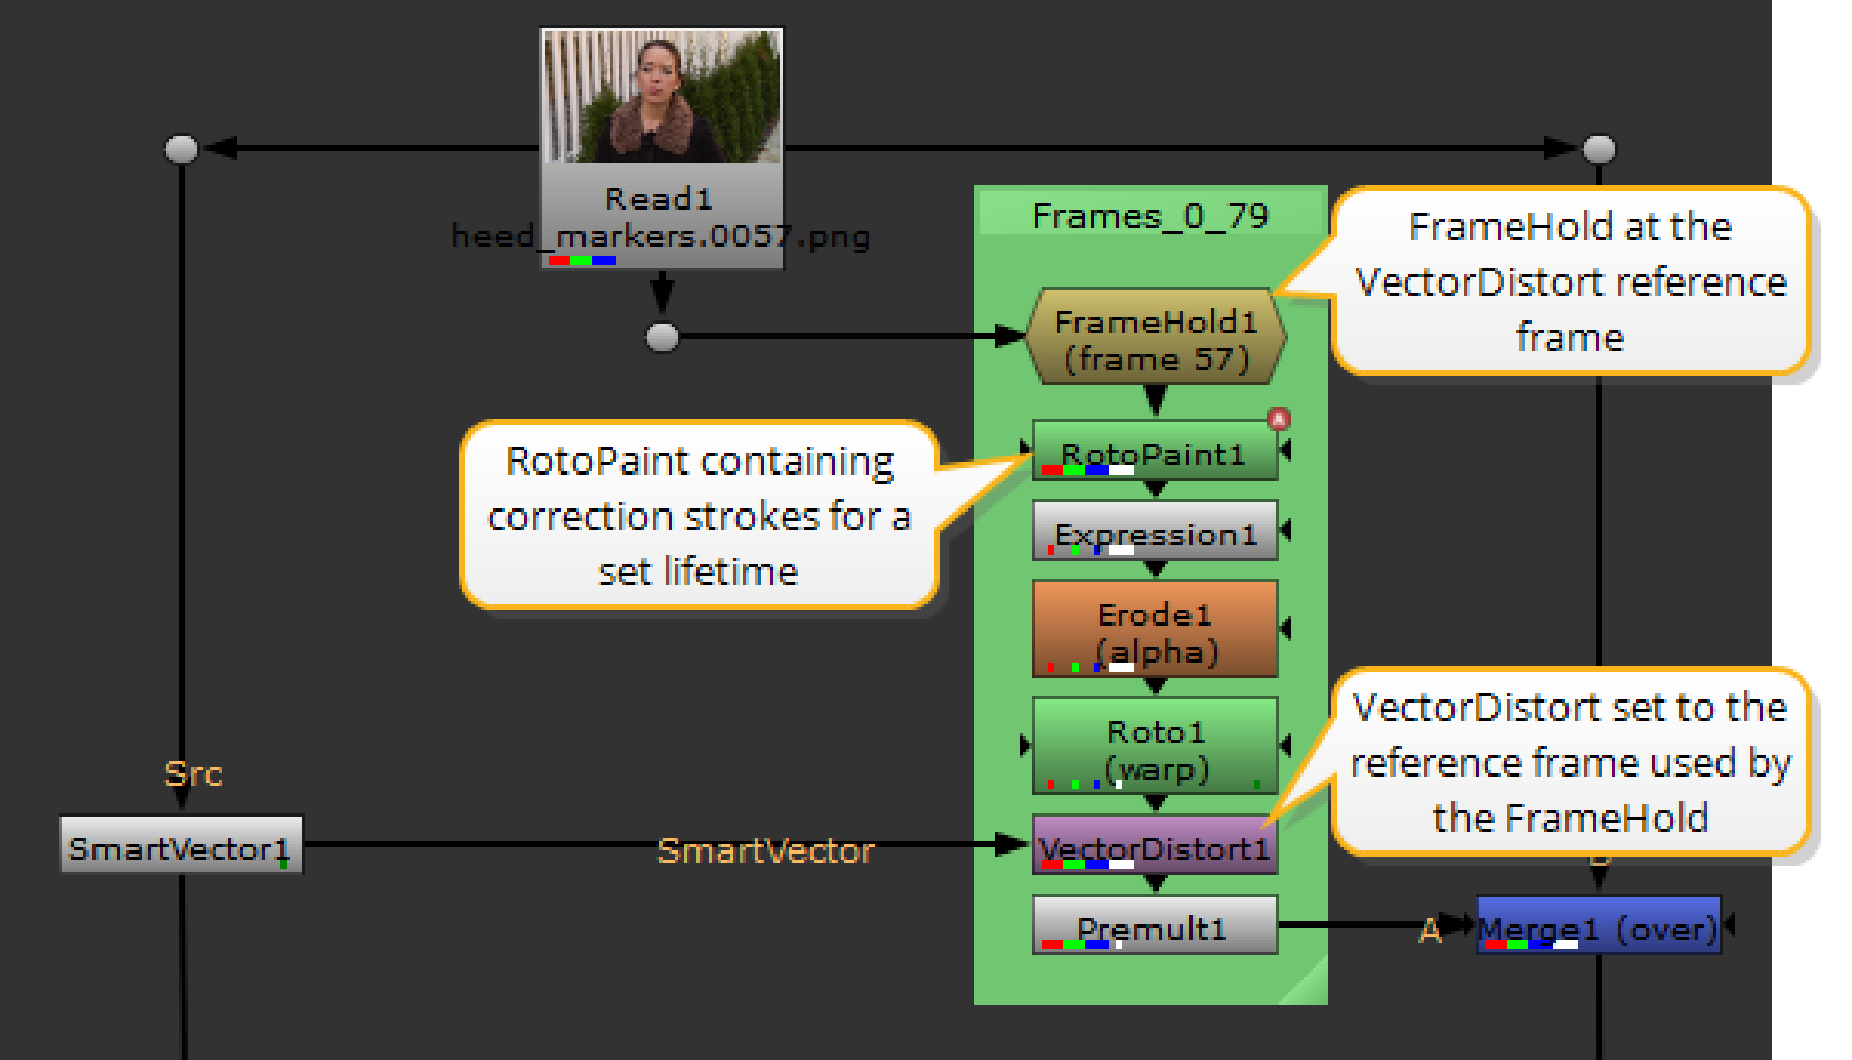 Read1
heed_markers.0057.png
Frames_0_79
FrameHold at the
VectorDistort reference
frame
FrameHold1
(frame 57)
RotoPaint containing
correction strokes for a
set lifetime
RotoPaint1
Expression1
Erode1
(alpha)
Roto1
(warp)
VectorDistort set to the
reference frame used by
the FrameHold
Src
SmartVector1
SmartVector
VectorDistort1
Premult1
A
Merge1 (over)